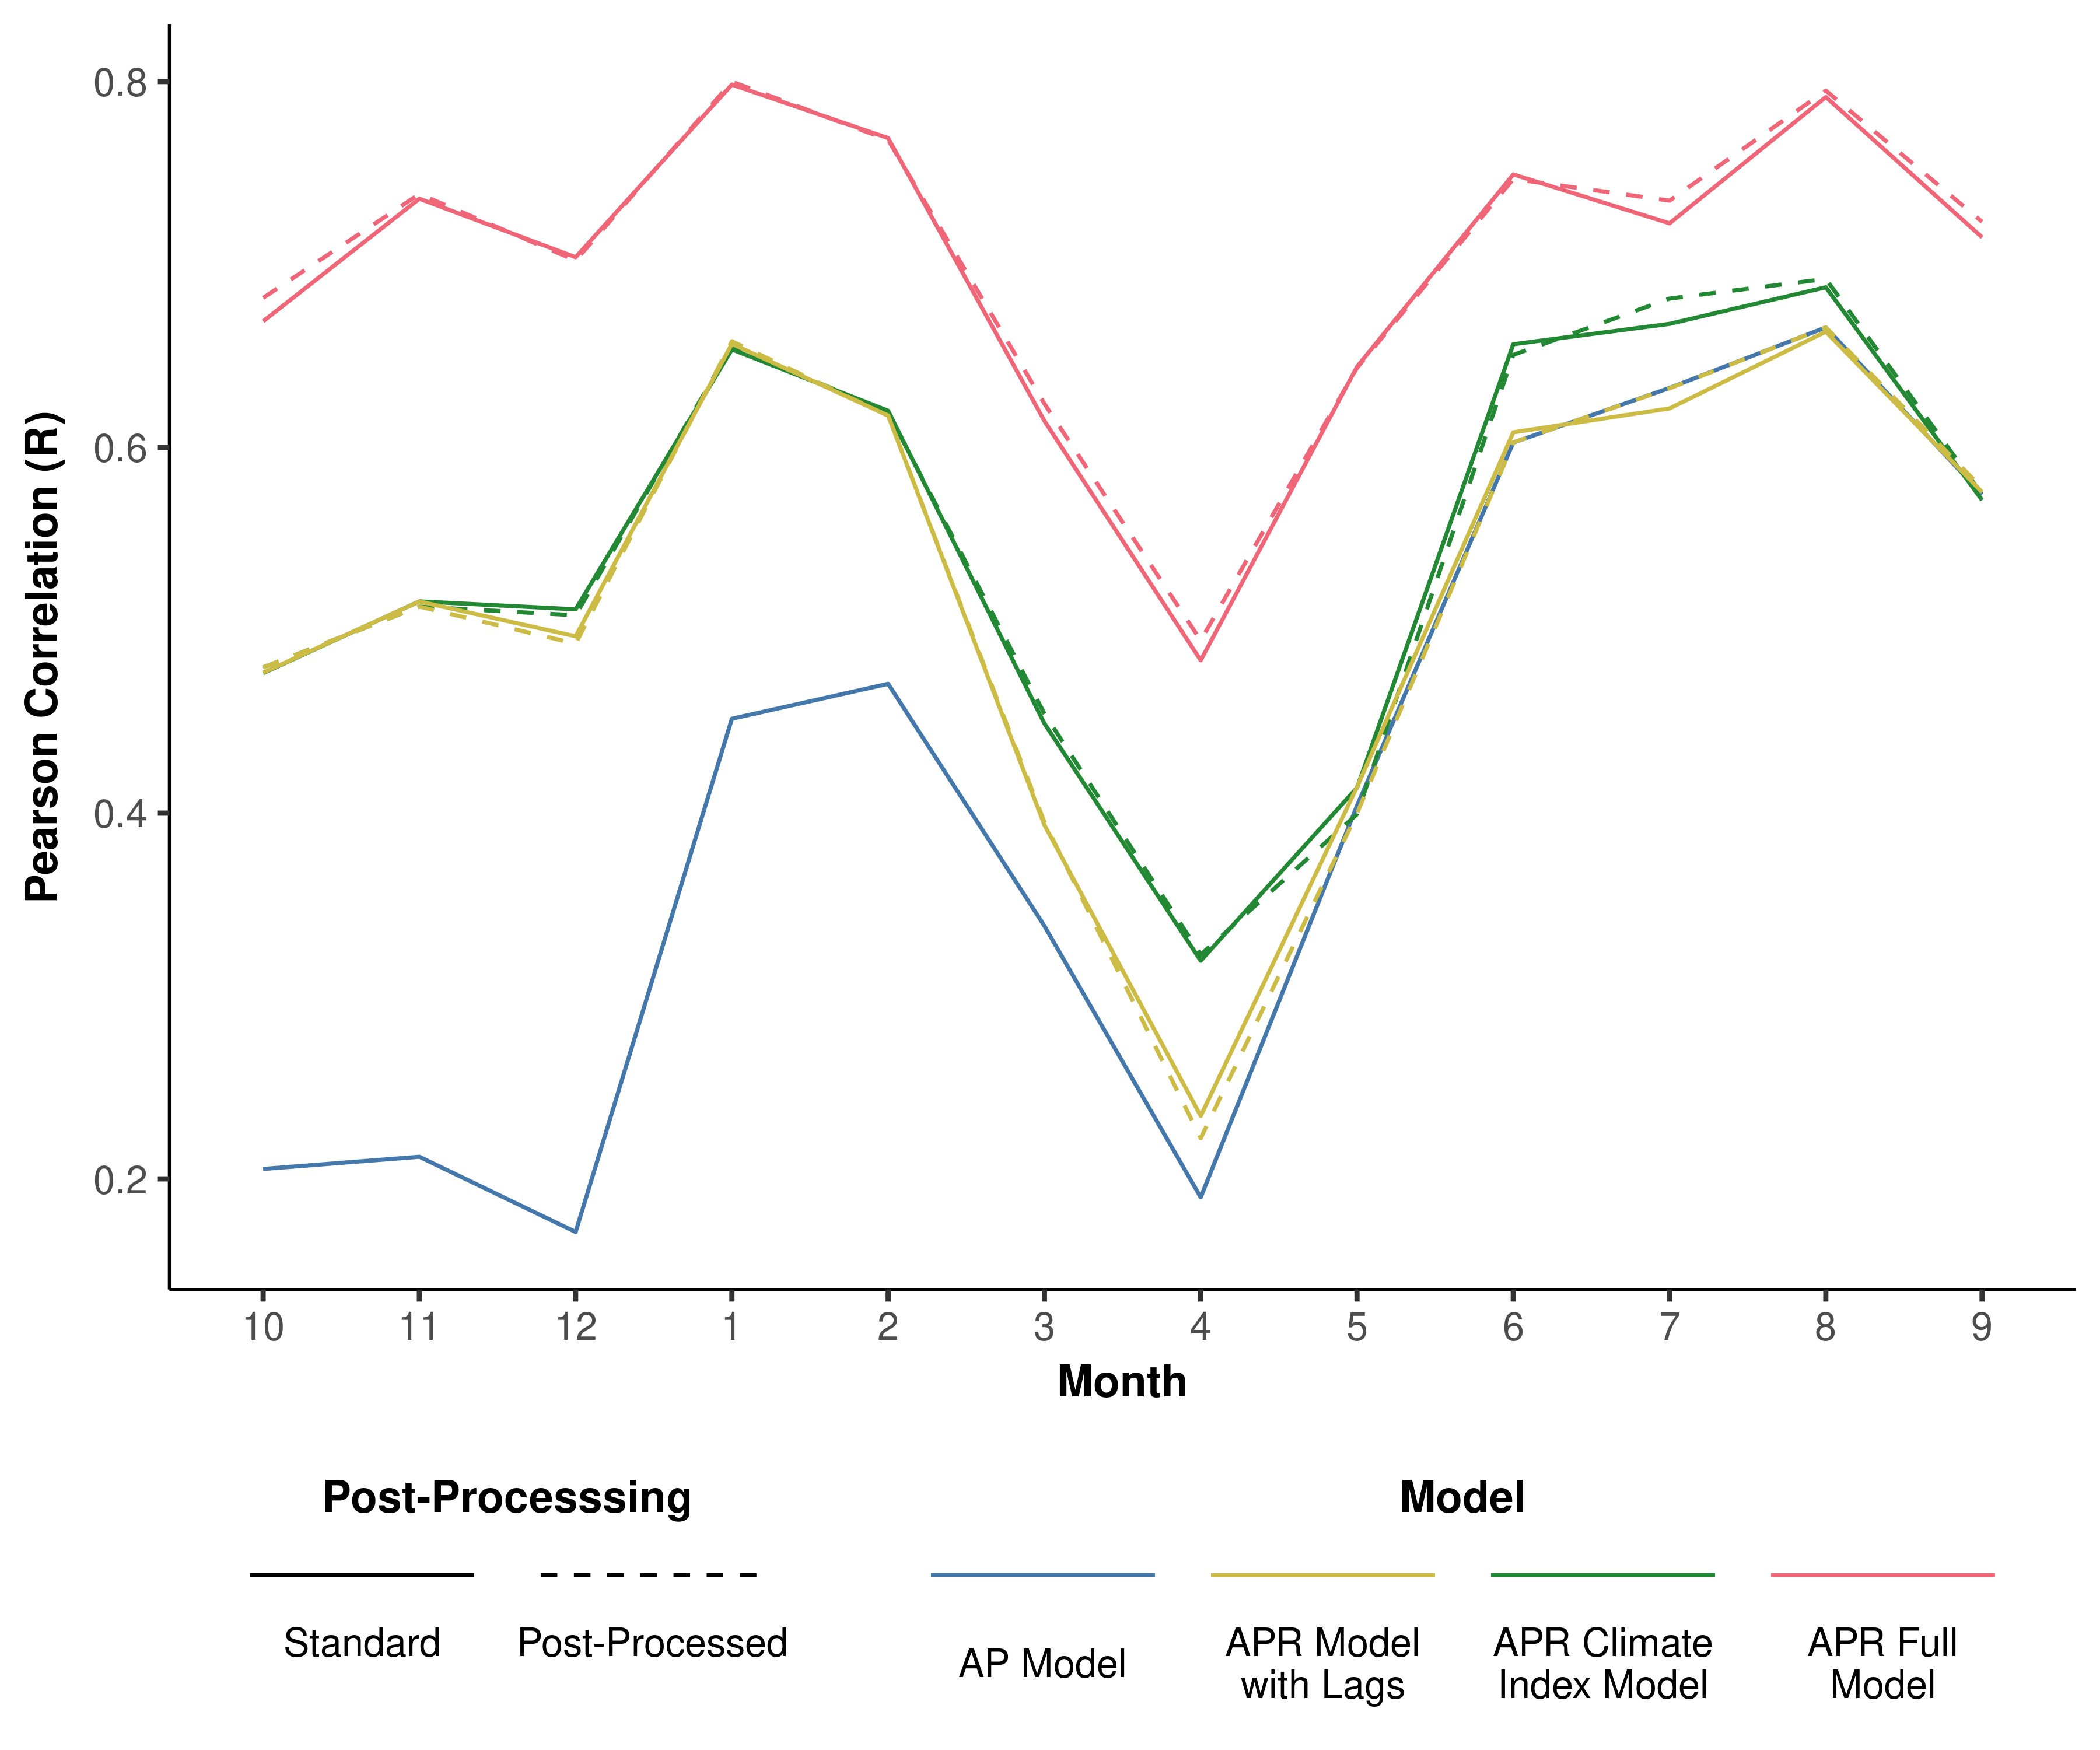 Pearson Correlation (R)
0.8
0.6
0.4
0.2
10 11 12 1 2 3 4 5 6 7 8 9
Month
Post-Processsing
Standard
Post-Processed
Model
AP Model
APR Model
with Lags
APR Climate
Index Model
APR Full
Model